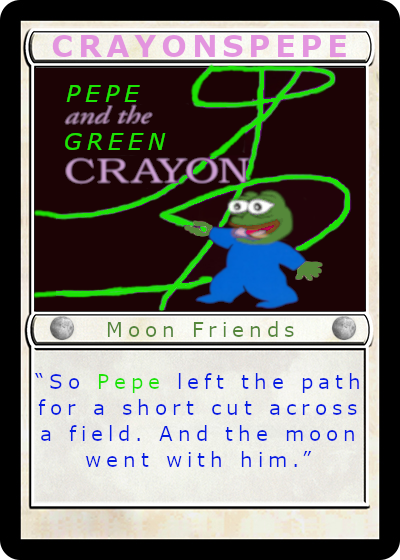 CRAYONSPEPE
PEPE
and the
GREEN
CRAYON
Moon Friends
“So Pepe left the path
for a short cut across
a field. And the moon
went with him.”